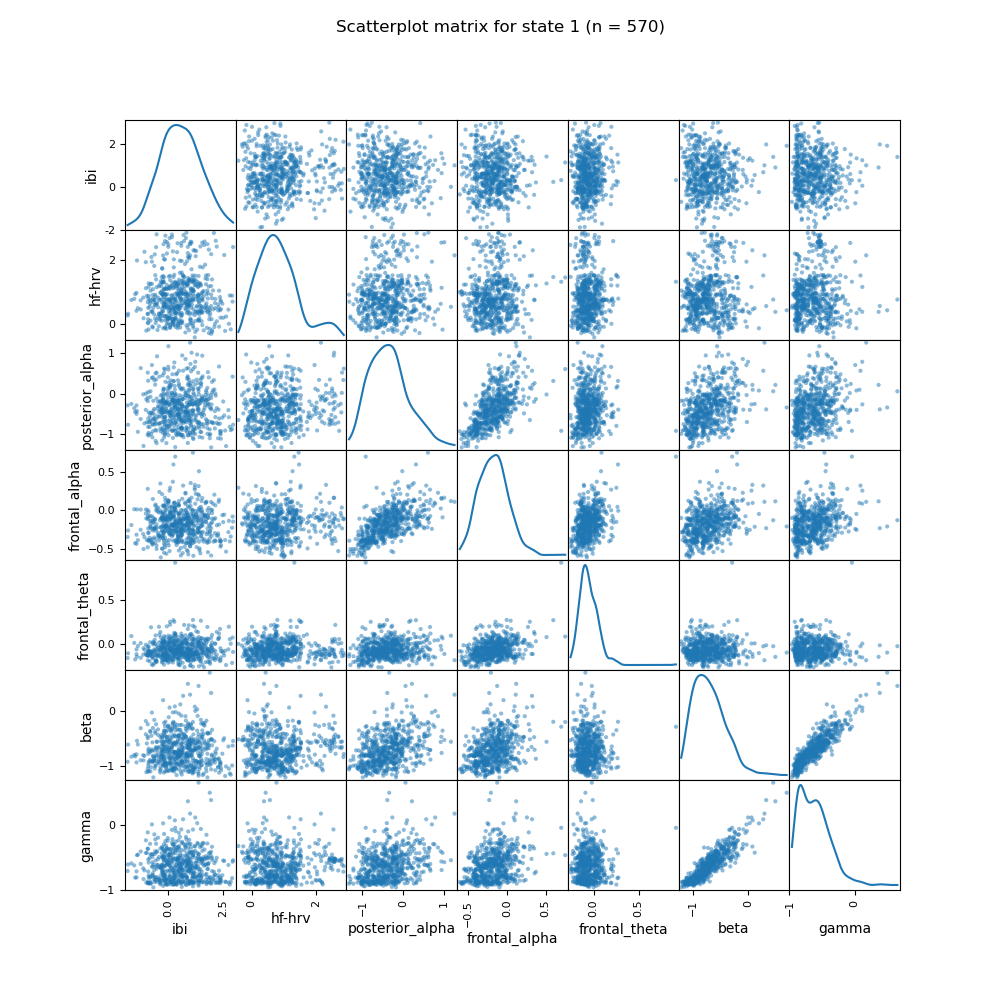 Scatterplot matrix for state 1 (n = 570)
ibi
2
0
-2
hf-hrv
2
0
posterior_alpha
1
0
−1
frontal_alpha
0.5
0.0
−0.5
frontal_theta
0.5
0.0
beta
0
−1
gamma
0
−1
0.0 2.5 0 2 −1 0 1 −0.5 0.0 0.5 0.0 0.5 −1 0 −1 0
ibi hf-hrv posterior_alpha frontal_alpha frontal_theta beta gamma